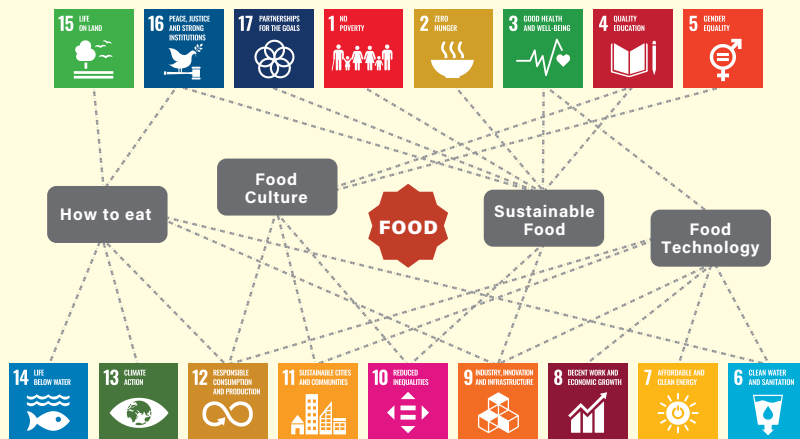 15 LIFE
ON LAND
16 PEACE, JUSTICE
AND STRONG
INSTITUTIONS
17 PARTNERSHIPS
FOR THE GOALS
1 NO
POVERTY
2 ZERO
HUNGER
3 GOOD HEALTH
AND WELL-BEING
4 QUALITY
EDUCATION
5 GENDER
EQUALITY
How to eat
Food
Culture
FOOD
Sustainable
Food
Food
Technology
14 LIFE
BELOW WATER
13 CLIMATE
ACTION
12 RESPONSIBLE
CONSUMPTION
AND PRODUCTION
11 SUSTAINABLE CITIES
AND COMMUNITIES
10 REDUCED
INEQUALITIES
9 INDUSTRY, INNOVATION
AND INFRASTRUCTURE
8 DECENT WORK AND
ECONOMIC GROWTH
7 AFFORDABLE AND
CLEAN ENERGY
6 CLEAN WATER
AND SANITATION